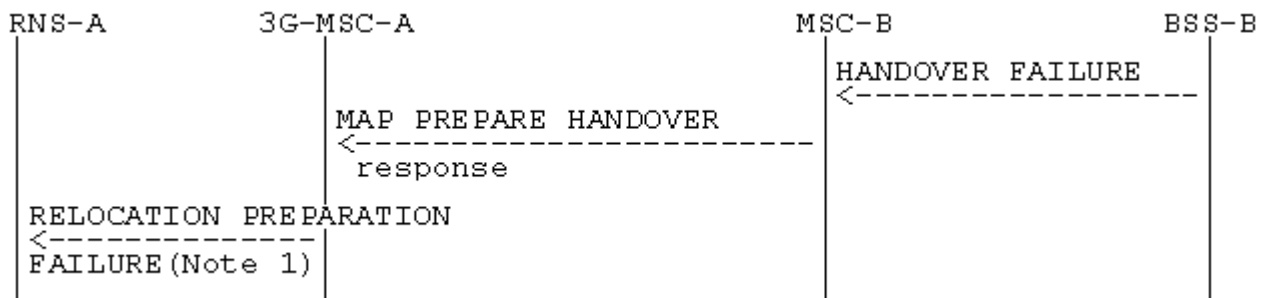 RNS-A 3G-MSC-A MSC-B BSS-B
HANDOVER FAILURE
MAP PREPARE HANDOVER
response
RELOCATION PREPARATION
FAILURE(Note 1)